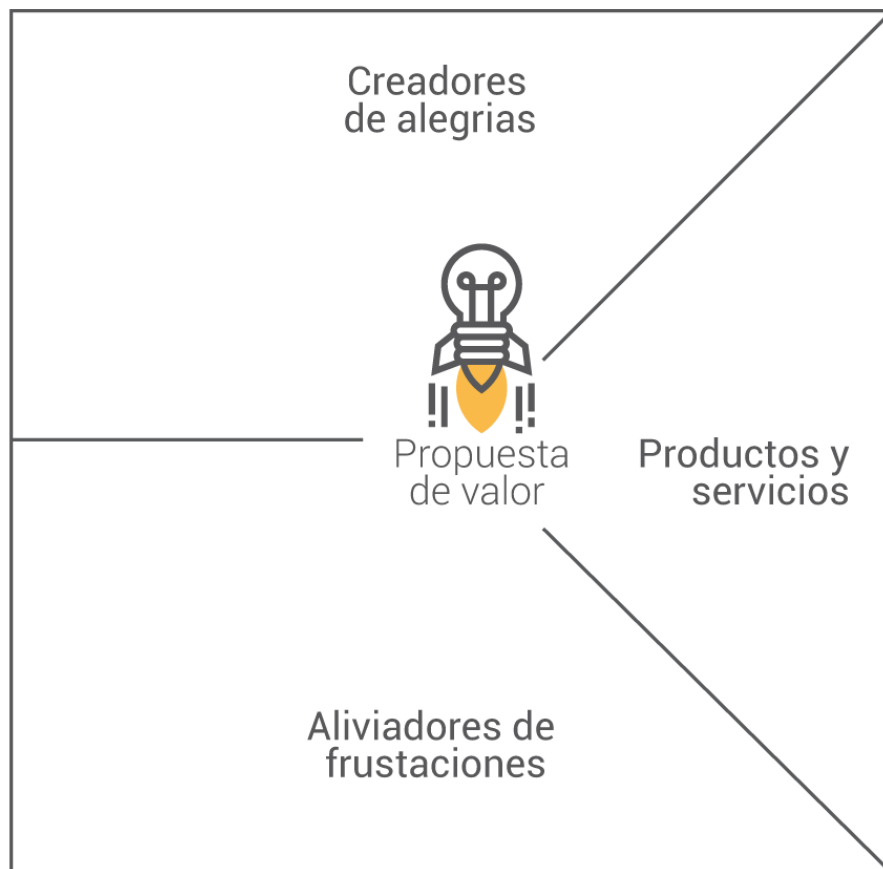 Creadores
de alegrias
Propuesta
de valor
Productos y
servicios
Aliviadores de
frustaciones